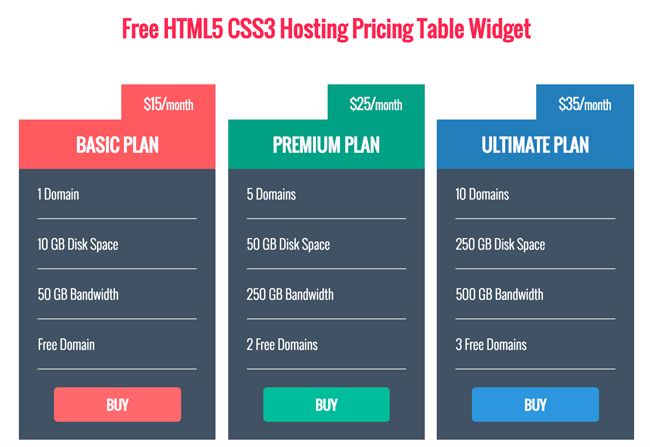 Free HTML5 CSS3 Hosting Pricing Table Widget
$15/month
BASIC PLAN
1 Domain
10 GB Disk Space
50 GB Bandwidth
Free Domain
BUY
$25/month
PREMIUM PLAN
5 Domains
50 GB Disk Space
250 GB Bandwidth
2 Free Domains
BUY
$35/month
ULTIMATE PLAN
10 Domains
250 GB Disk Space
500 GB Bandwidth
3 Free Domains
BUY